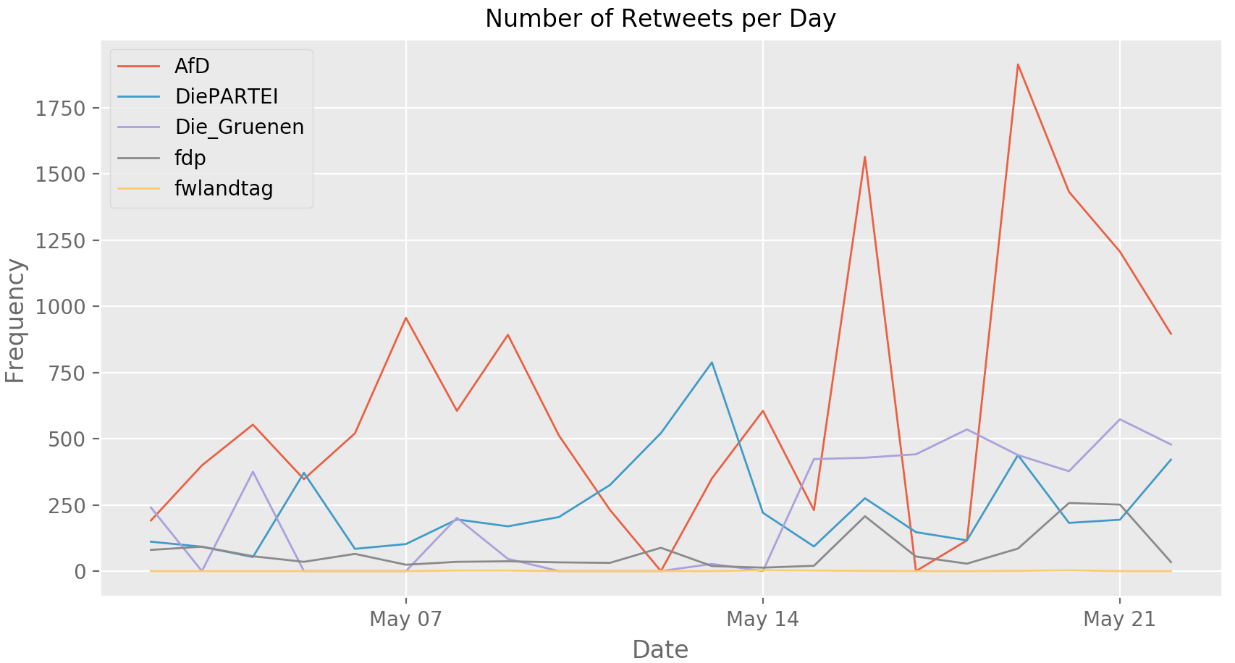 Number of Retweets per Day
AfD
DiePARTEI
Die_Gruenen
fdp
fwlandtag
1750
1500
1250
1000
750
500
250
0
Frequency
May 07
May 14
May 21
Date